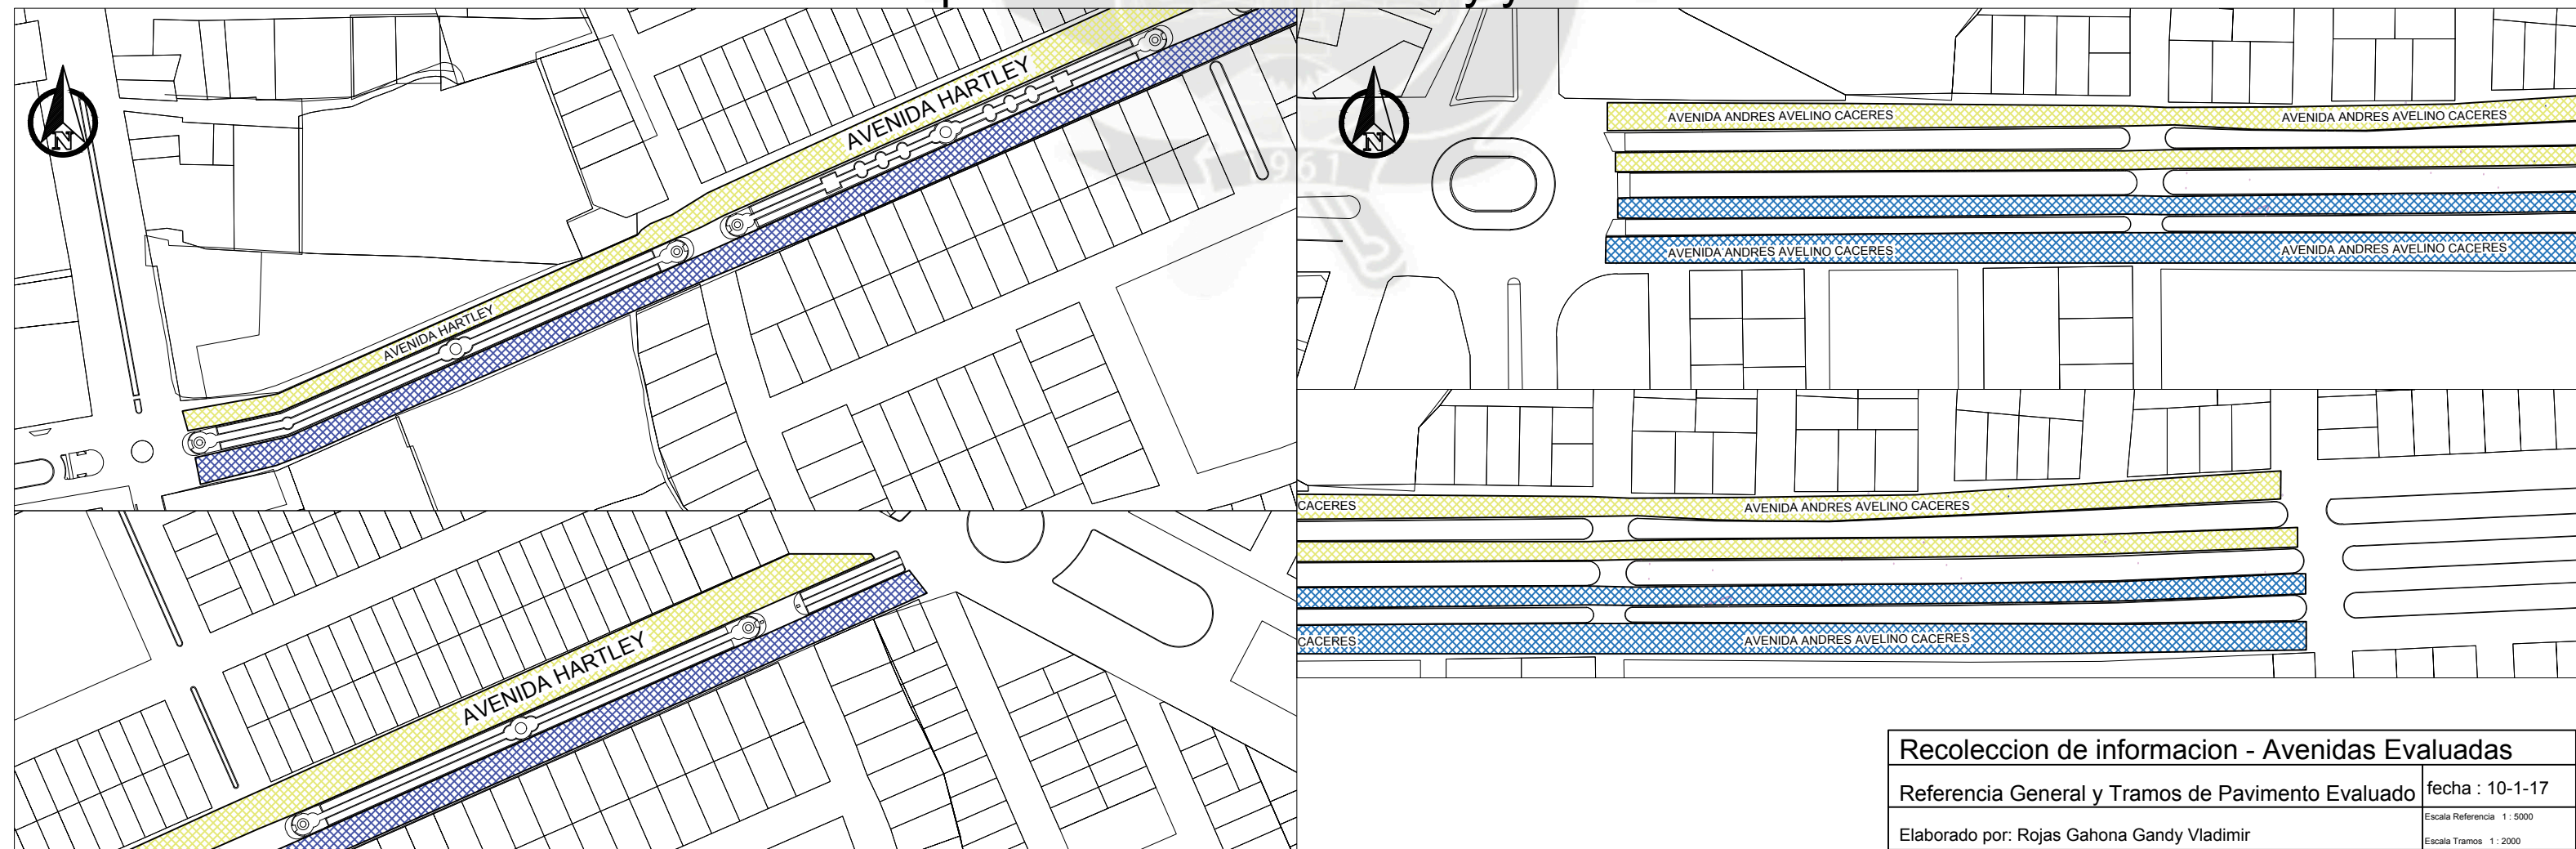 AVENIDA HARTLEY
AVENIDA HARTLEY
N
1961
AVENIDA HARTLEY
N
AVENIDA ANDRES AVELINO CACERES
AVENIDA ANDRES AVELINO CACERES
AVENIDA ANDRES AVELINO CACERES
AVENIDA ANDRES AVELINO CACERES
CACERES
AVENIDA ANDRES AVELINO CACERES
CACERES
AVENIDA ANDRES AVELINO CACERES
Recoleccion de informacion - Avenidas Evaluadas
Referencia General y Tramos de Pavimento Evaluado
fecha : 10-1-17
Elaborado por: Rojas Gahona Gandy Vladimir
Escala Referencia 1 : 5000
Escala Tramos 1 : 2000